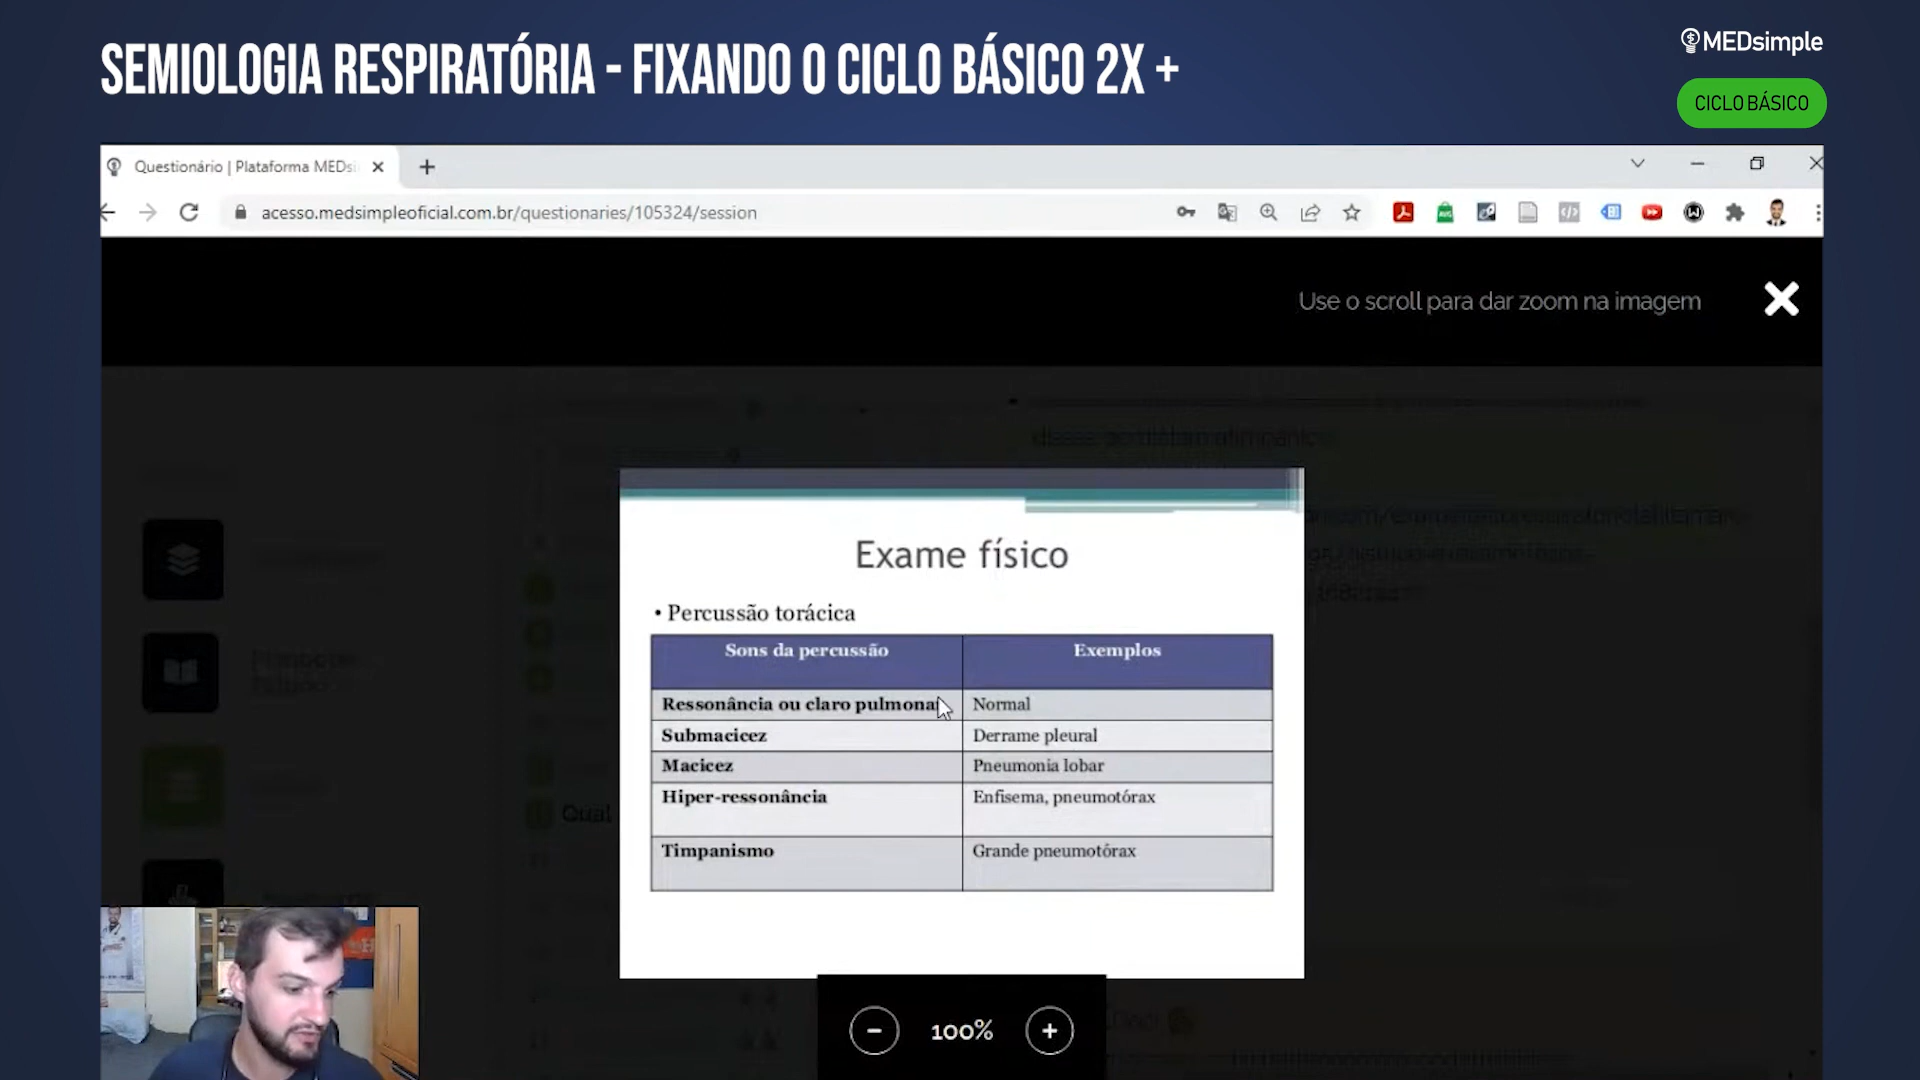 SEMIOLOGIA RESPIRATÓRIA - FIXANDO O CICLO BÁSICO 2X +
MEDsimple
CICLO BÁSICO
Questionário | Plataforma MEDsi
acesso.medsimpleoficial.com.br/questionaries/105324/session
Use o scroll para dar zoom na imagem
Exame físico
• Percussão torácica
Sons da percussão Exemplos
Ressonância ou claro pulmonar Normal
Submacicez Derrame pleural
Macicez Pneumonia lobar
Hiper-ressonância Enfisema, pneumotórax
Timpanismo Grande pneumotórax
Qual
100%